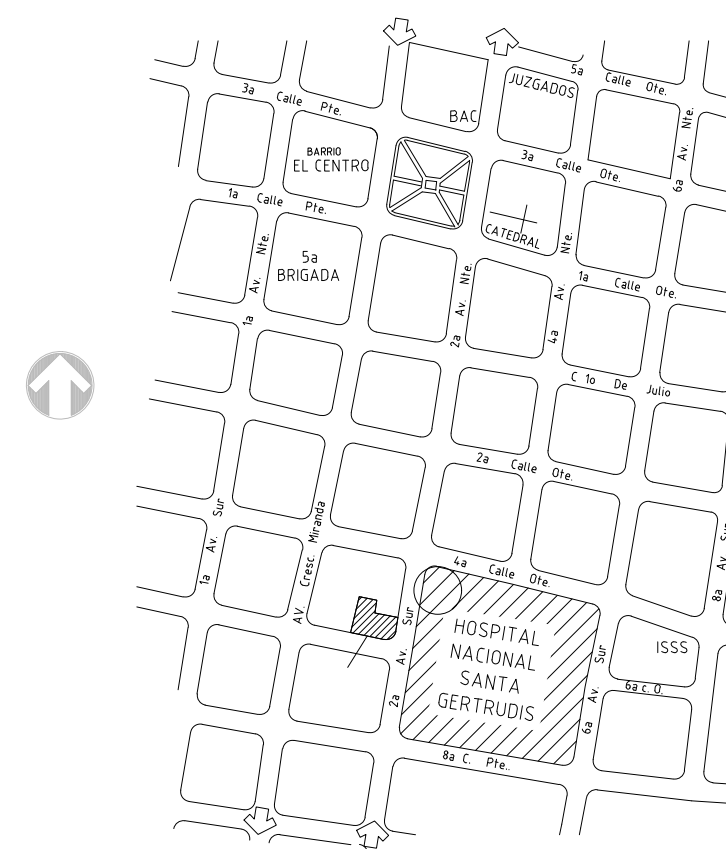 5a Calle Ote.
3a Calle Pte.
JUZGADOS
BAC
6a Av. Nte.
BARRIO
EL CENTRO
3a Calle Ote.
1a Calle Pte.
CATEDRAL
1a Av. Nte.
5a
BRIGADA
2a Av. Nte.
4a Av. Nte.
1a Calle Ote.
C 1o De Julio
2a Calle Ote.
1a Av. Sur
AV. Cresc. Miranda
4a Calle Ote.
8a Av Sur
2a Av. Sur
HOSPITAL
NACIONAL
SANTA
GERTRUDIS
6a Av. Sur
ISSS
6a c. O.
8a C. Pte..